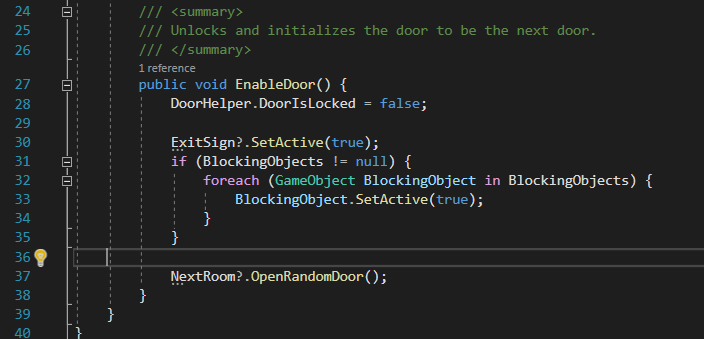 24 /// <summary>
25 /// Unlocks and initializes the door to be the next door.
26 /// </summary>
1 reference
27 public void EnableDoor() {
28 DoorHelper.DoorIsLocked = false;
29
30 ExitSign?.SetActive(true);
31 if (BlockingObjects != null) {
32 foreach (GameObject BlockingObject in BlockingObjects) {
33 BlockingObject.SetActive(true);
34 }
35 }
36
37 NextRoom?.OpenRandomDoor();
38 }
39 }
40 }